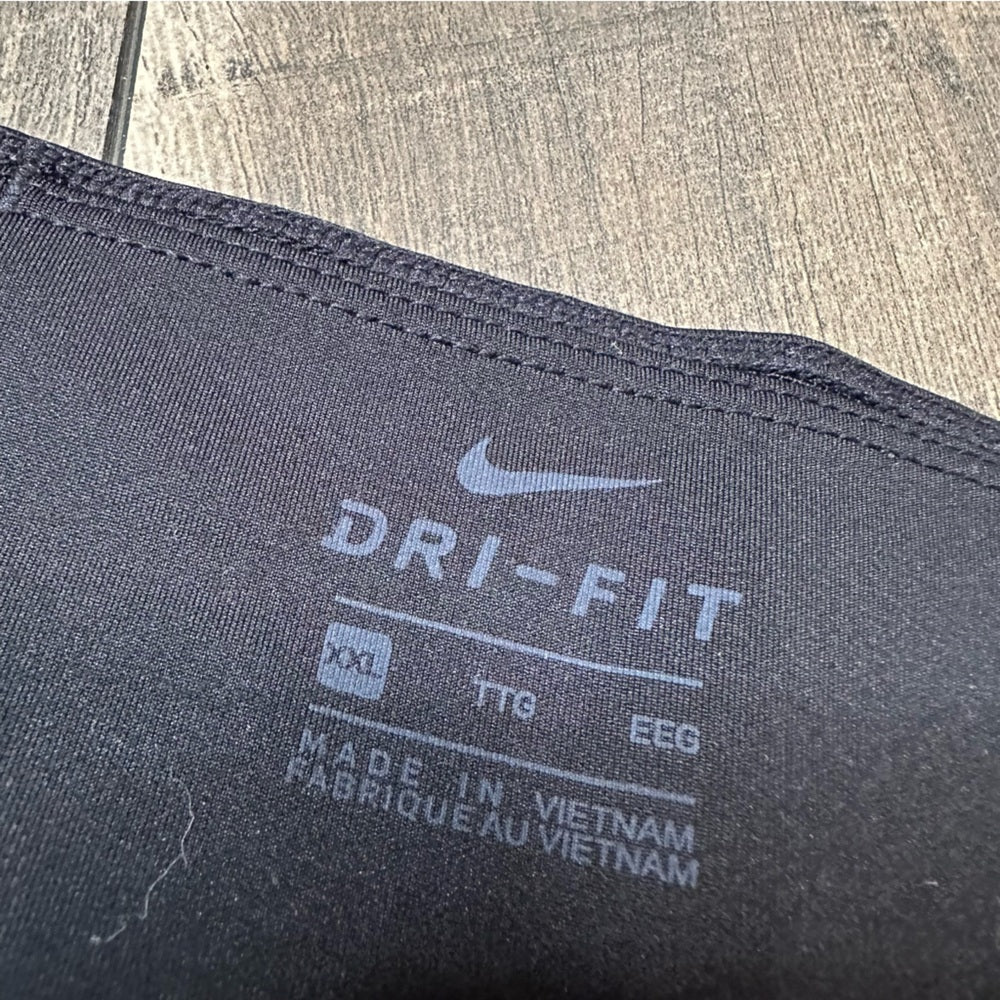 DRI-FIT
XXL TTG EEG
MADE IN VIETNAM
FABRIQUE AU VIETNAM